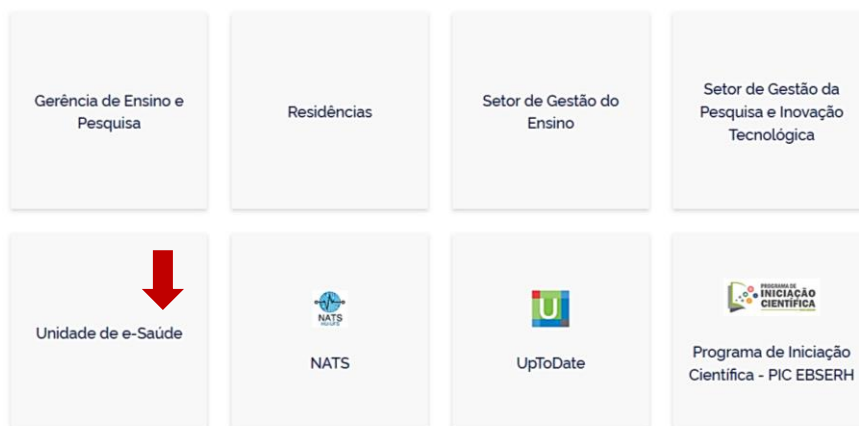 Gerência de Ensino e
Pesquisa
Residências
Setor de Gestão do
Ensino
Setor de Gestão da
Pesquisa e Inovação
Tecnológica
Unidade de e-Saúde
NATS
NATS
U
UpToDate
PROGRAMA DE
INICIAÇÃO
CIENTÍFICA
Programa de Iniciação
Científica - PIC EBSERH